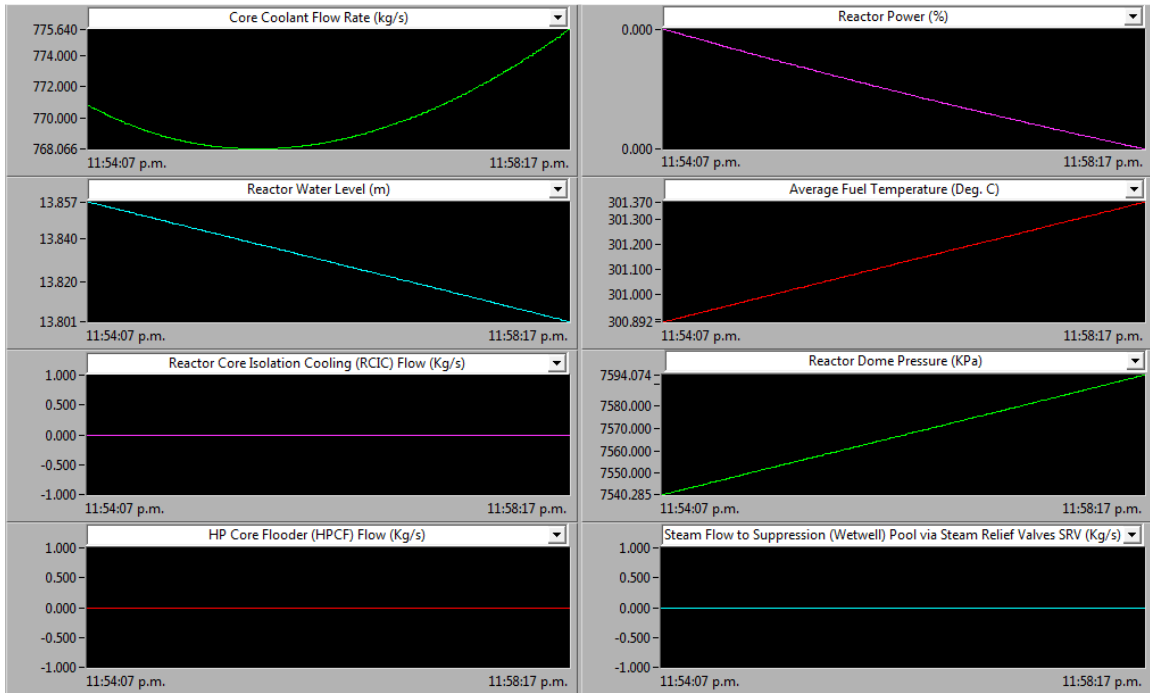 Core Coolant Flow Rate (kg/s)
775.640
774.000
772.000
770.000
768.066
11:54:07 p.m. 11:58:17 p.m.
Reactor Power (%)
0.000
0.000
11:54:07 p.m. 11:58:17 p.m.
Reactor Water Level (m)
13.857
13.840
13.820
13.801
11:54:07 p.m. 11:58:17 p.m.
Average Fuel Temperature (Deg. C)
301.370
301.300
301.200
301.100
301.000
300.892
11:54:07 p.m. 11:58:17 p.m.
Reactor Core Isolation Cooling (RCIC) Flow (Kg/s)
1.000
0.500
0.000
-0.500
-1.000
11:54:07 p.m. 11:58:17 p.m.
Reactor Dome Pressure (KPa)
7594.074
7580.000
7570.000
7560.000
7550.000
7540.285
11:54:07 p.m. 11:58:17 p.m.
HP Core Flooder (HPCF) Flow (Kg/s)
1.000
0.500
0.000
-0.500
-1.000
11:54:07 p.m. 11:58:17 p.m.
Steam Flow to Suppression (Wetwell) Pool via Steam Relief Valves SRV (Kg/s)
1.000
0.500
0.000
-0.500
-1.000
11:54:07 p.m. 11:58:17 p.m.